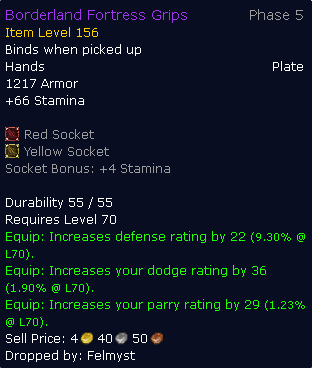 Borderland Fortress Grips Phase 5
Item Level 156
Binds when picked up
Hands Plate
1217 Armor
+66 Stamina
Red Socket
Yellow Socket
Socket Bonus: +4 Stamina
Durability 55 / 55
Requires Level 70
Equip: Increases defense rating by 22 (9.30% @
L70).
Equip: Increases your dodge rating by 36
(1.90% @ L70).
Equip: Increases your parry rating by 29 (1.23%
@ L70).
Sell Price: 4 40 50
Dropped by: Felmyst